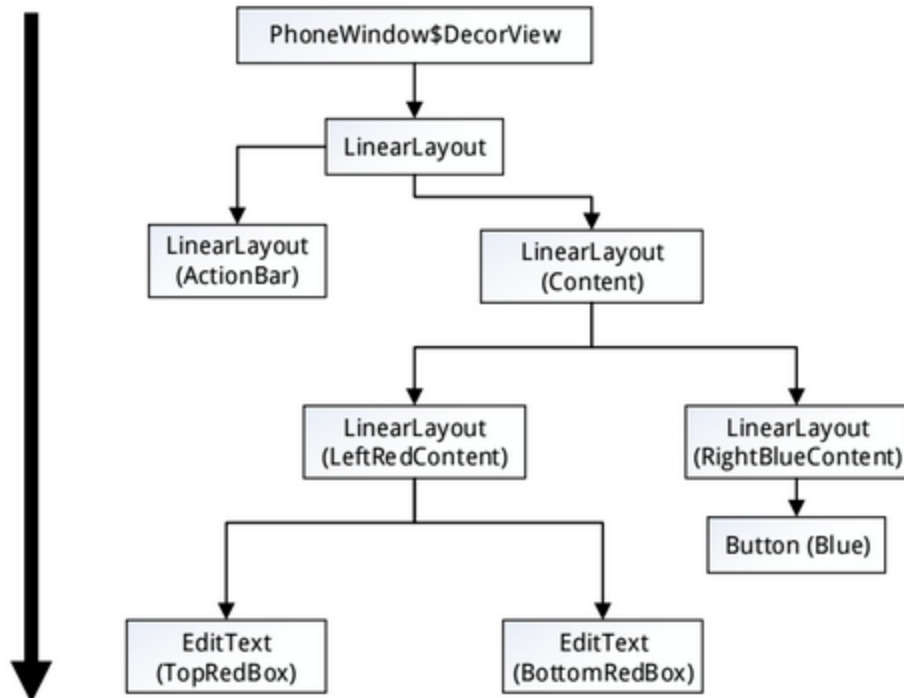 PhoneWindow$DecorView
LinearLayout
LinearLayout
(ActionBar)
LinearLayout
(Content)
LinearLayout
(LeftRedContent)
LinearLayout
(RightBlueContent)
Button (Blue)
EditText
(TopRedBox)
EditText
(BottomRedBox)